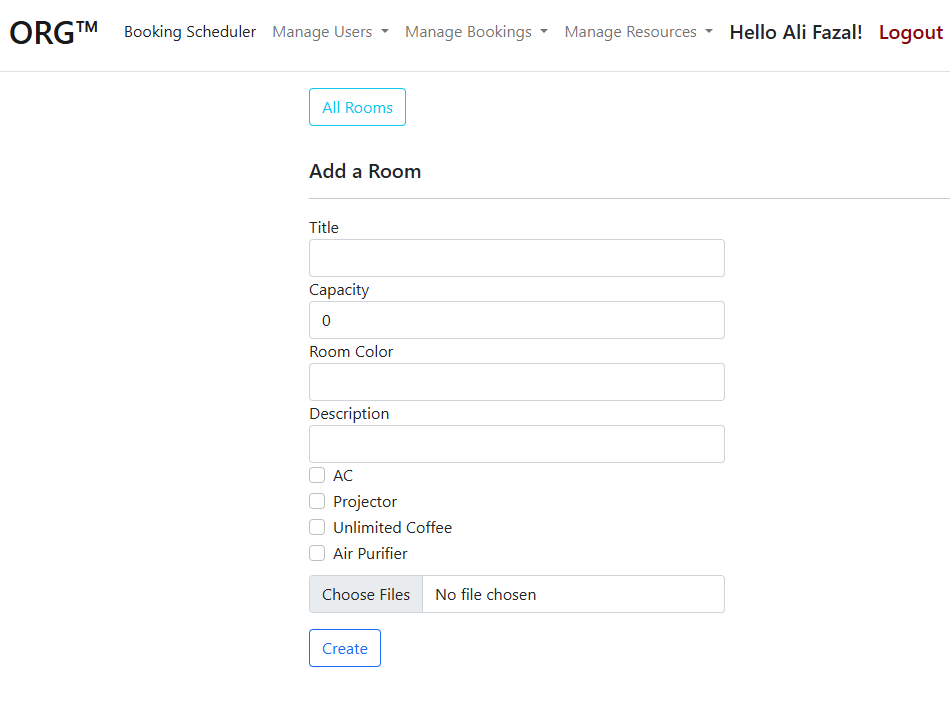 ORG™ Booking Scheduler Manage Users Manage Bookings Manage Resources Hello Ali Fazal! Logout
All Rooms
Add a Room
Title
Capacity
0
Room Color
Description
AC
Projector
Unlimited Coffee
Air Purifier
Choose Files No file chosen
Create